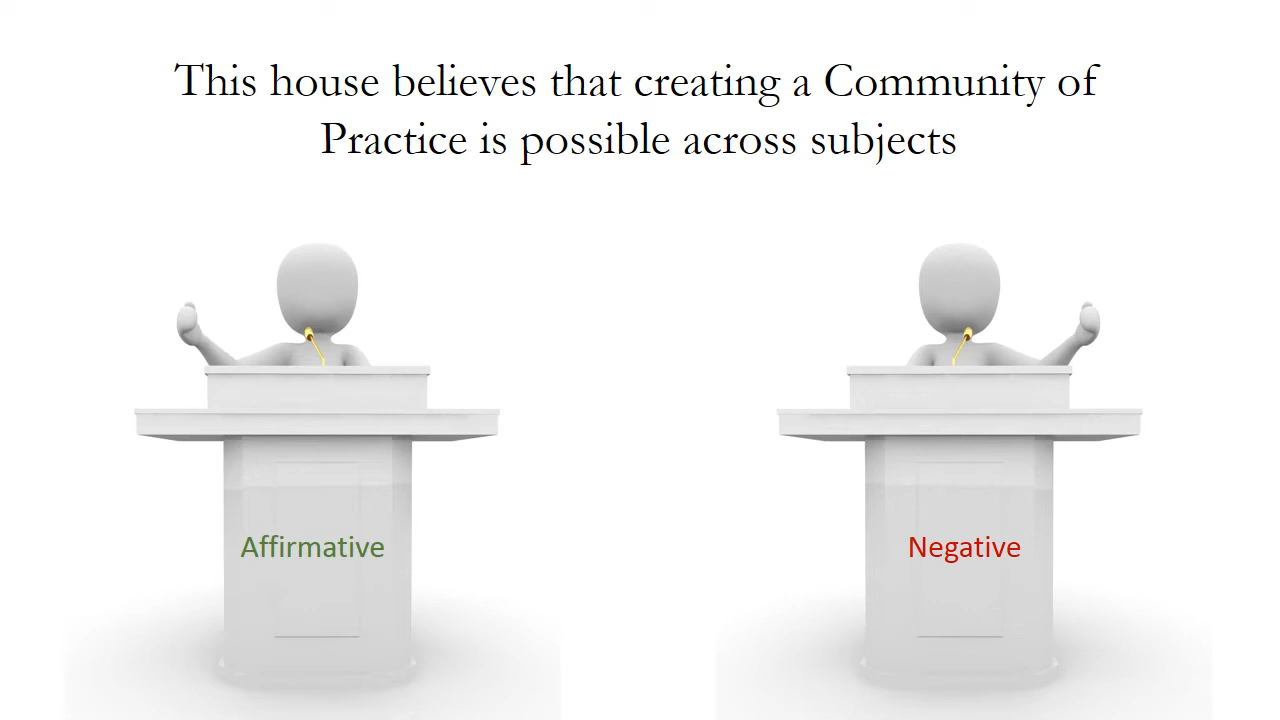 This house believes that creating a Community of
Practice is possible across subjects
Affirmative
Negative